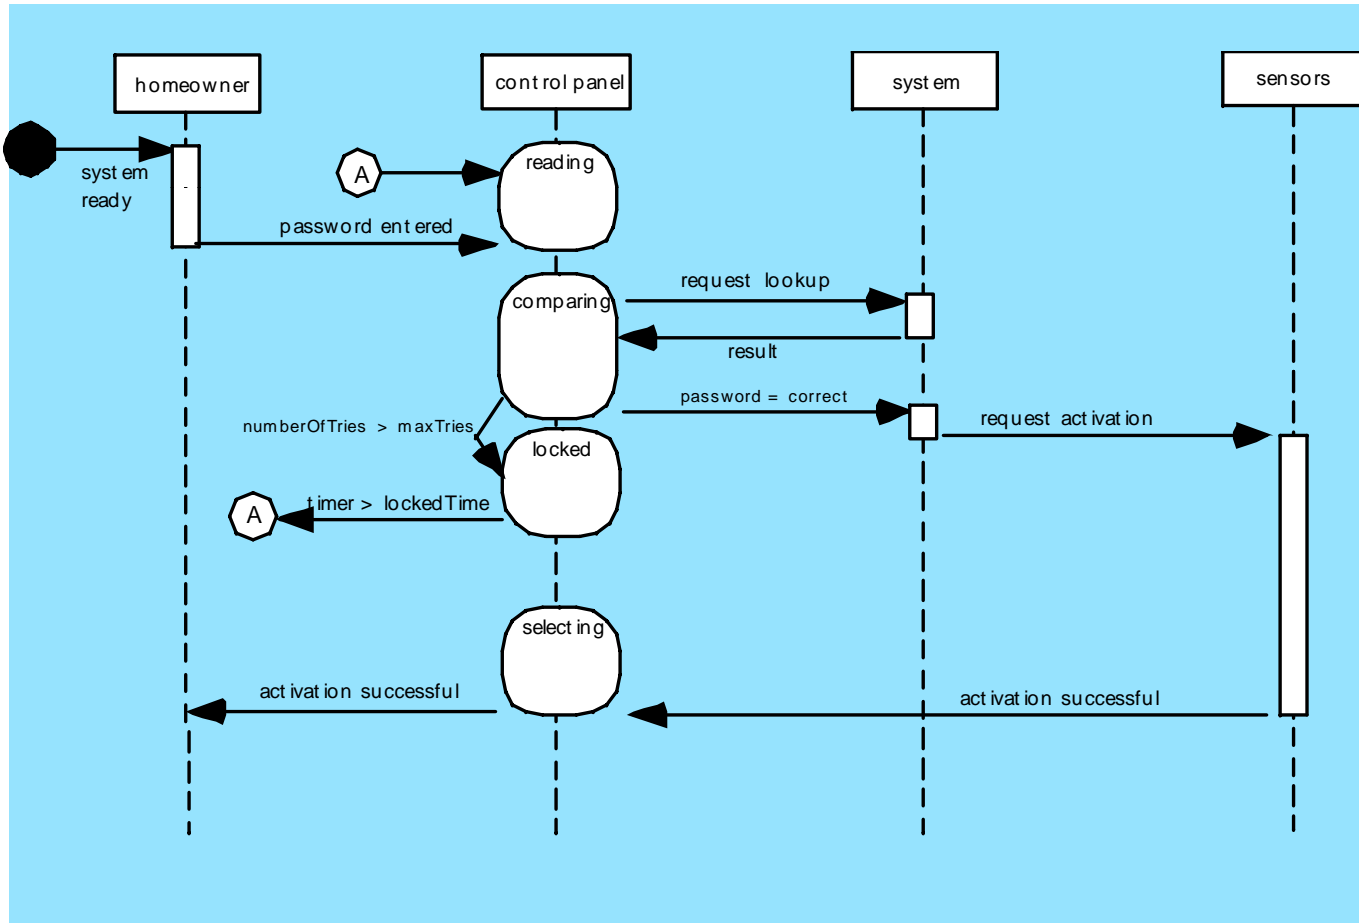 homeowner
control panel
system
sensors
system
ready
A
reading
password entered
request lookup
comparing
result
password = correct
numberOfTries > maxTries
request activation
locked
timer > lockedTime
A
selecting
activation successful
activation successful